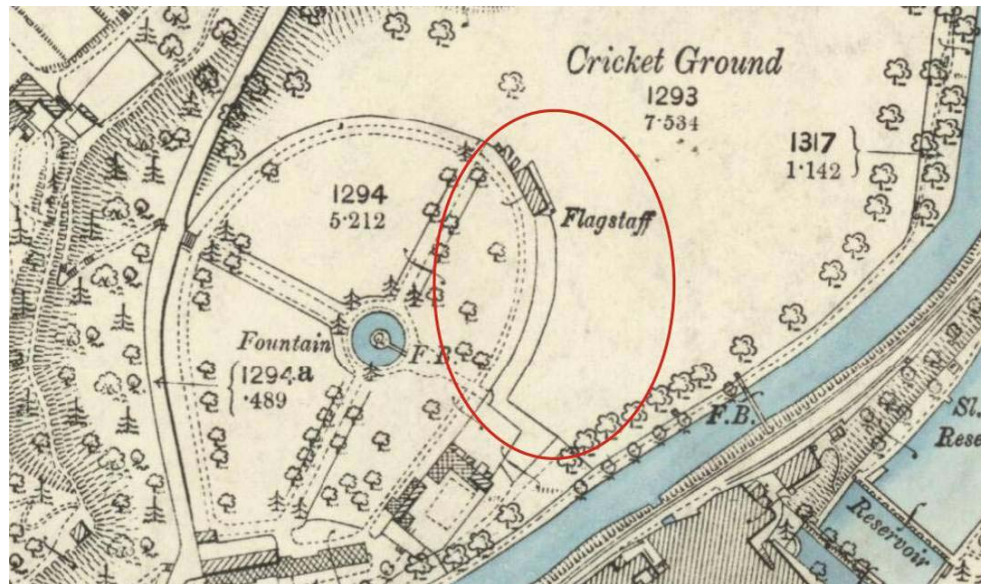 Cricket Ground
1293
7·534
1317
1·142
1294
5·212
Flagstaff
Fountain
F.B.
1294a
·489
F.B.
Sl.
Rese
Reservoir